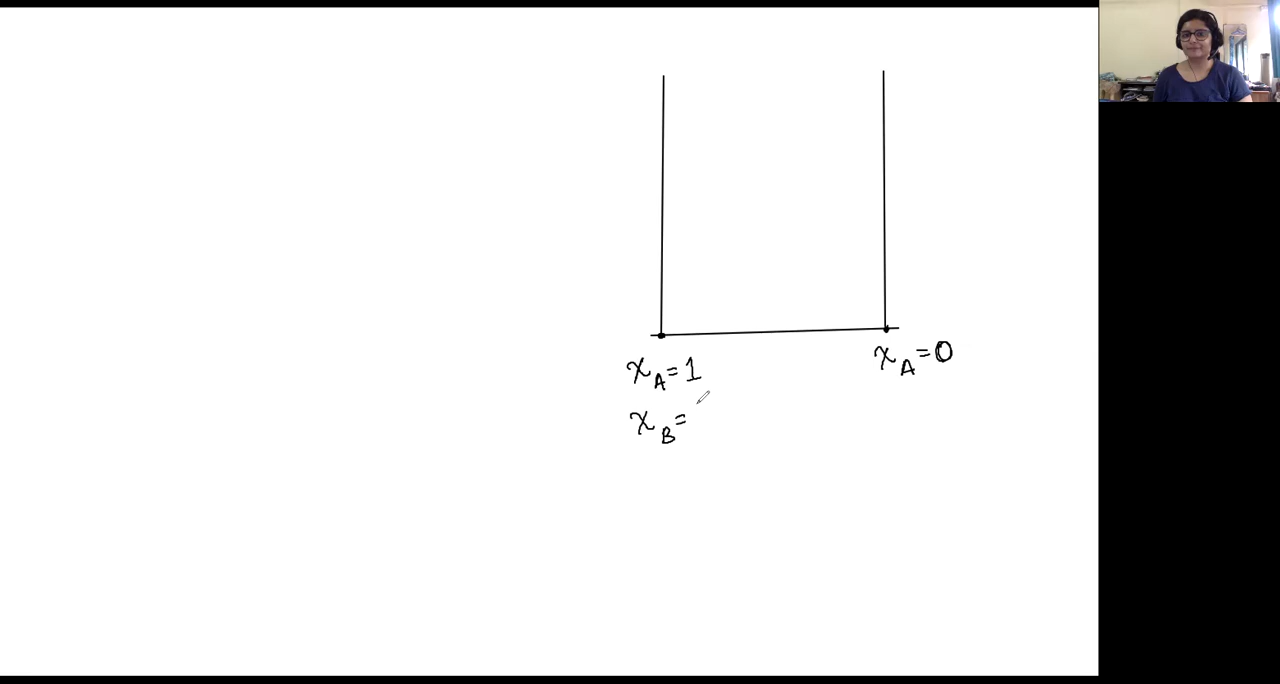 x_A = 1
x_A = 0
x_B =